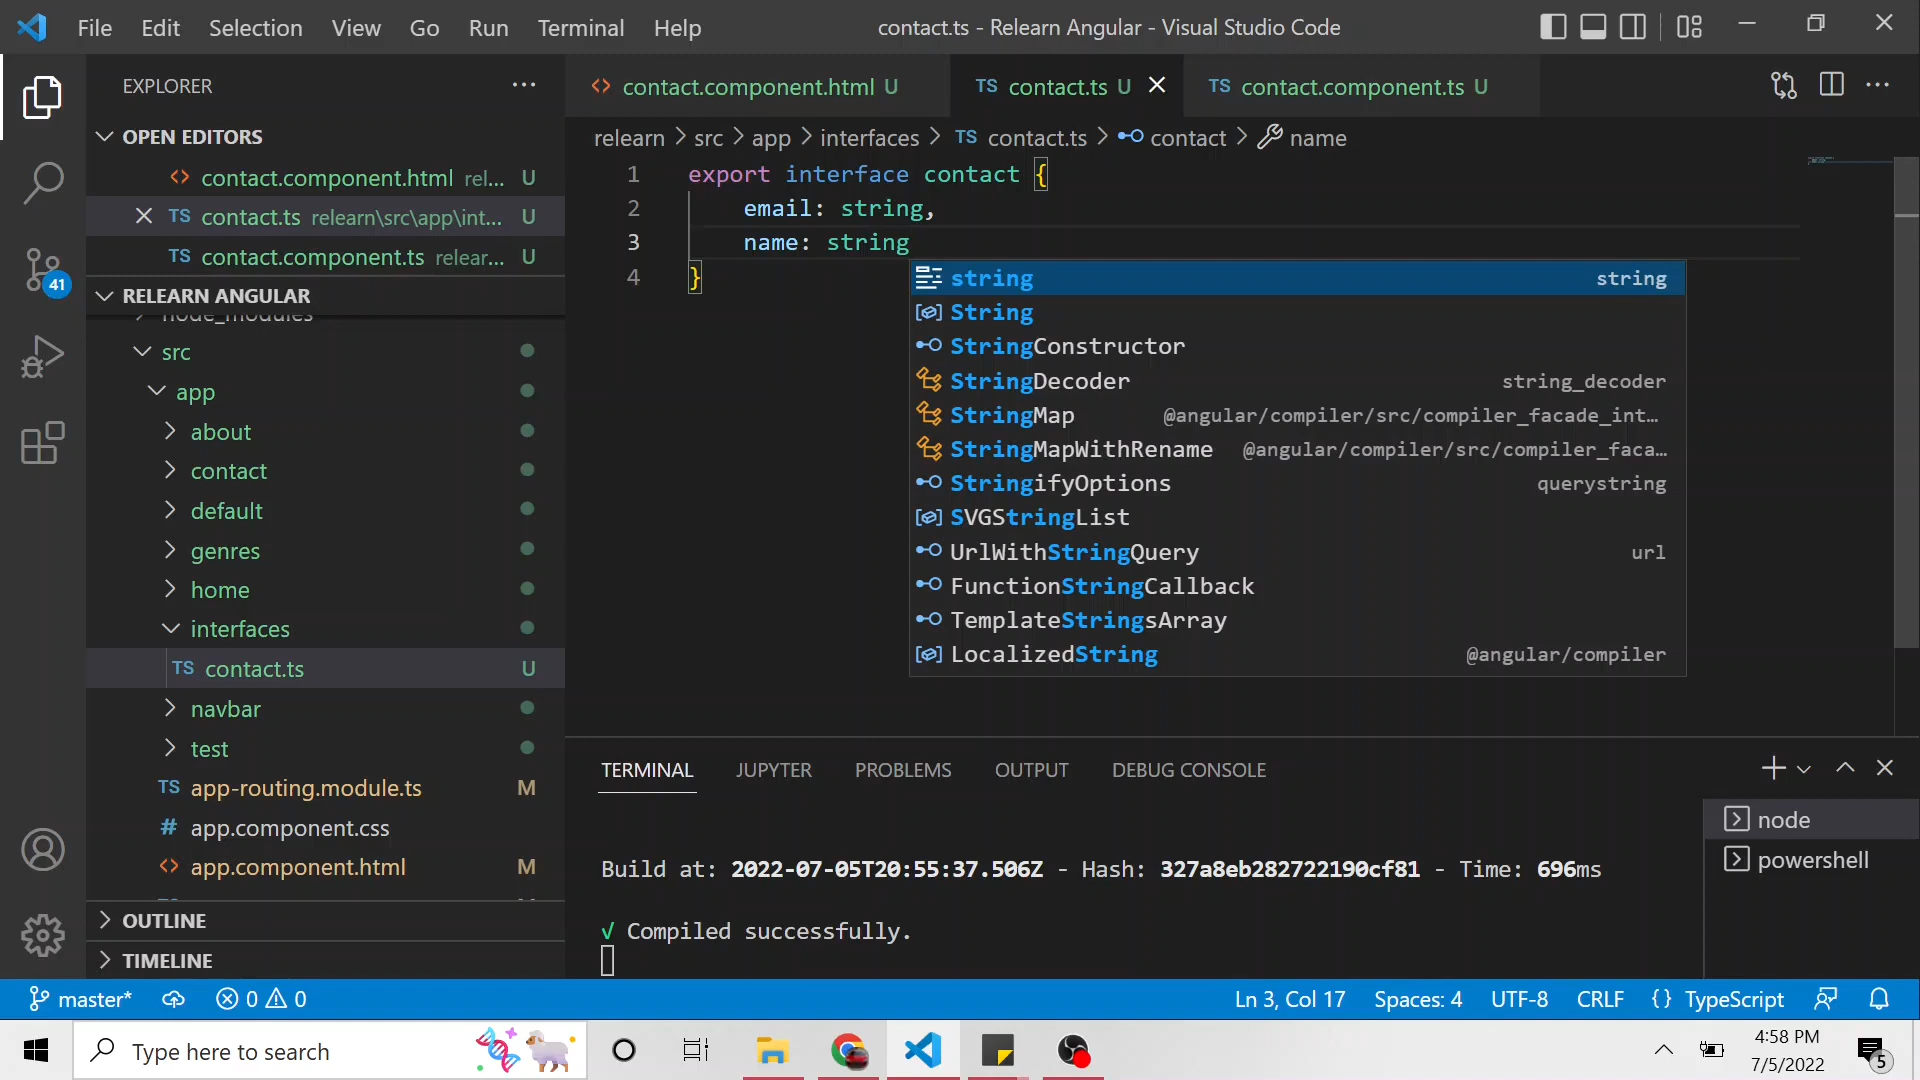 File Edit Selection View Go Run Terminal Help contact.ts - Relearn Angular - Visual Studio Code
EXPLORER
OPEN EDITORS
contact.component.html rel... U
TS contact.ts relearn\src\app\int... U
TS contact.component.ts relear... U
RELEARN ANGULAR
node_modules
src
app
about
contact
default
genres
home
interfaces
TS contact.ts U
navbar
test
TS app-routing.module.ts M
# app.component.css
app.component.html M
OUTLINE
TIMELINE
41
<> contact.component.html U TS contact.ts U TS contact.component.ts U
relearn > src > app > interfaces > TS contact.ts > contact > name
1 export interface contact {
2 email: string,
3 name: string
4 }
string string
String
StringConstructor
StringDecoder string_decoder
StringMap @angular/compiler/src/compiler_facade_int...
StringMapWithRename @angular/compiler/src/compiler_faca...
StringifyOptions querystring
SVGStringList
UrlWithStringQuery url
FunctionStringCallback
TemplateStringsArray
LocalizedString @angular/compiler
TERMINAL JUPYTER PROBLEMS OUTPUT DEBUG CONSOLE
Build at: 2022-07-05T20:55:37.506Z - Hash: 327a8eb282722190cf81 - Time: 696ms
√ Compiled successfully.
node
powershell
master* 0 0 Ln 3, Col 17 Spaces: 4 UTF-8 CRLF {} TypeScript
Type here to search
4:58 PM
7/5/2022
5